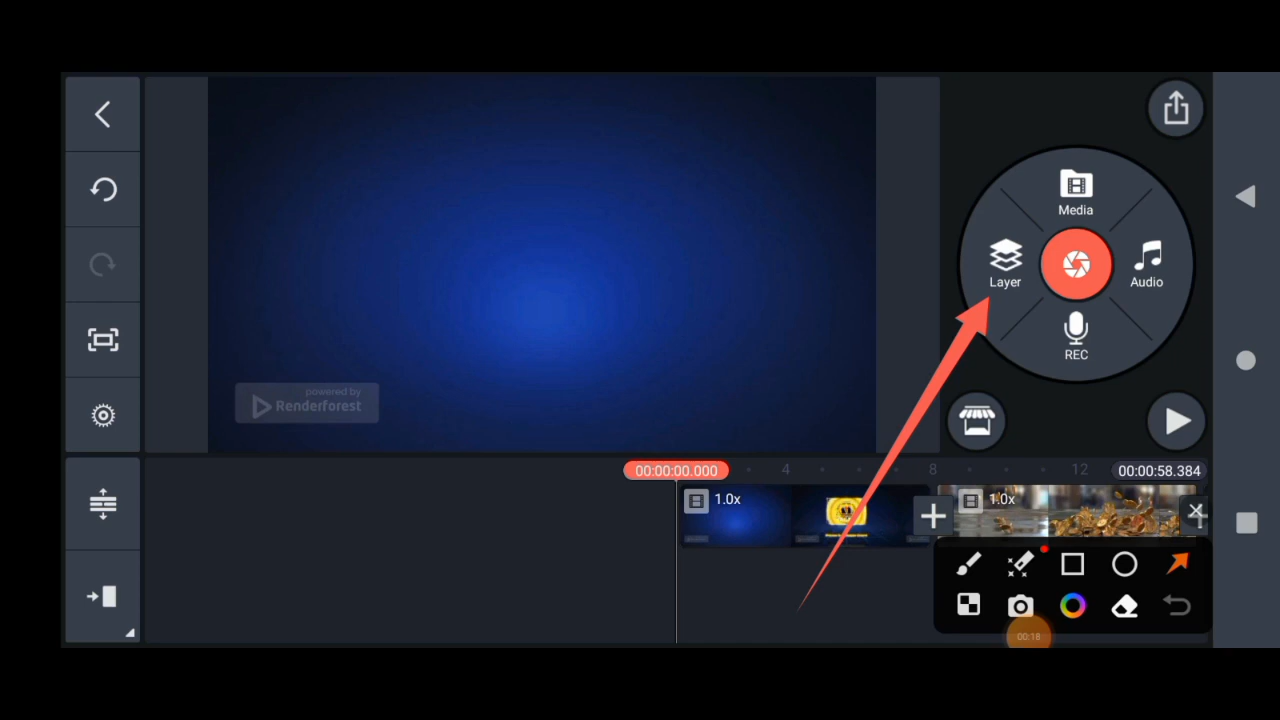 Media
Layer
Audio
REC
powered by
Renderforest
00:00:00.000
4
8
12
00:00:58.384
1.0x
1.0x
00:18